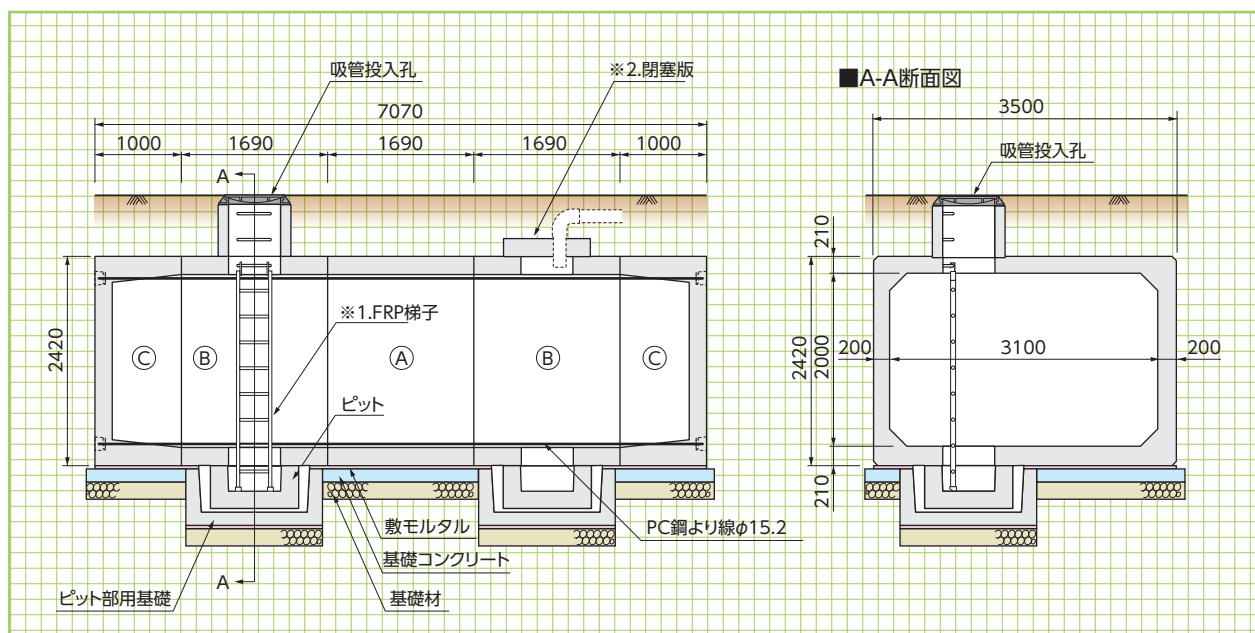 吸管投入孔
※2.閉塞版
■A-A断面図
7070
3500
1000
1690
1690
1690
1000
吸管投入孔
A
210
※1.FRP梯子
2420
C
B
A
B
C
2420
200
2000
3100
200
ピット
210
敷モルタル
PC鋼より線φ15.2
基礎コンクリート
A
ピット部用基礎
基礎材